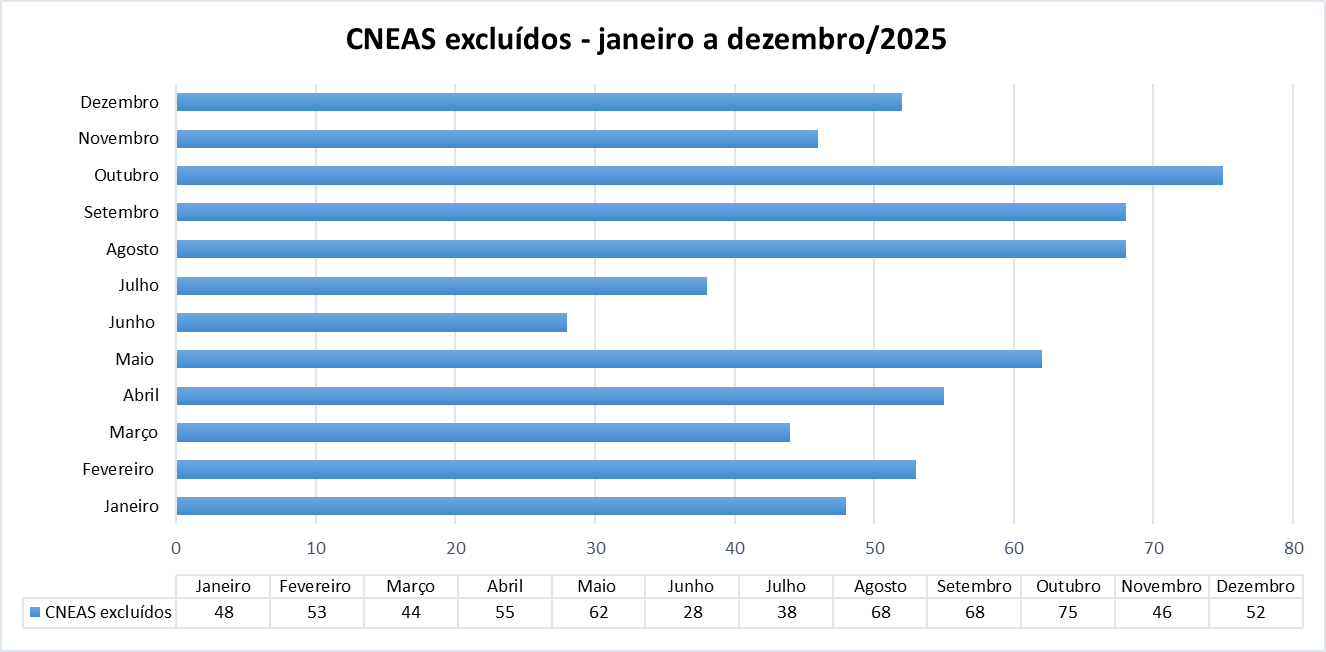 CNEAS excluídos - janeiro a dezembro/2025
Dezembro
Novembro
Outubro
Setembro
Agosto
Julho
Junho
Maio
Abril
Março
Fevereiro
Janeiro
0 10 20 30 40 50 60 70 80
Janeiro Fevereiro Março Abril Maio Junho Julho Agosto Setembro Outubro Novembro Dezembro
CNEAS excluídos 48 53 44 55 62 28 38 68 68 75 46 52